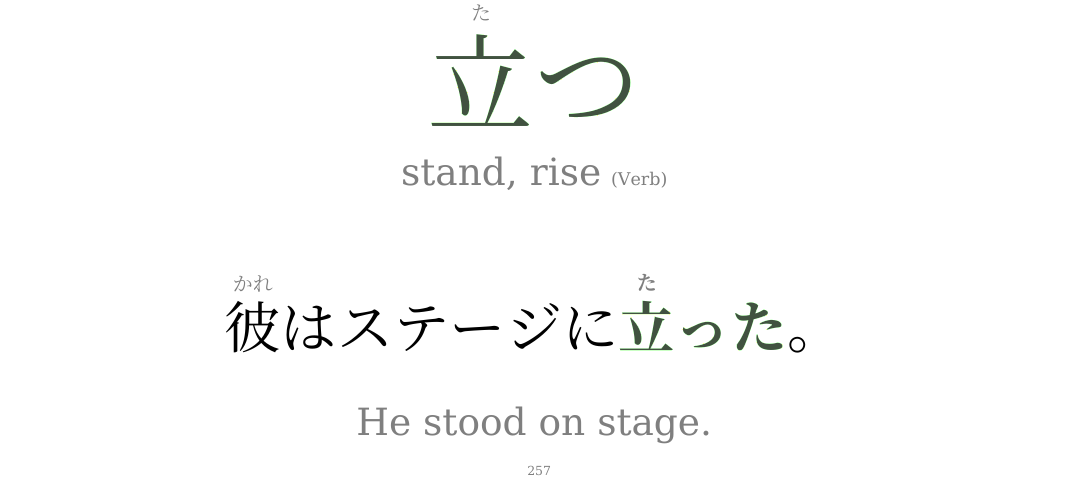 た
立つ
stand, rise (Verb)
かれ た
彼はステージに立った。
He stood on stage.
257